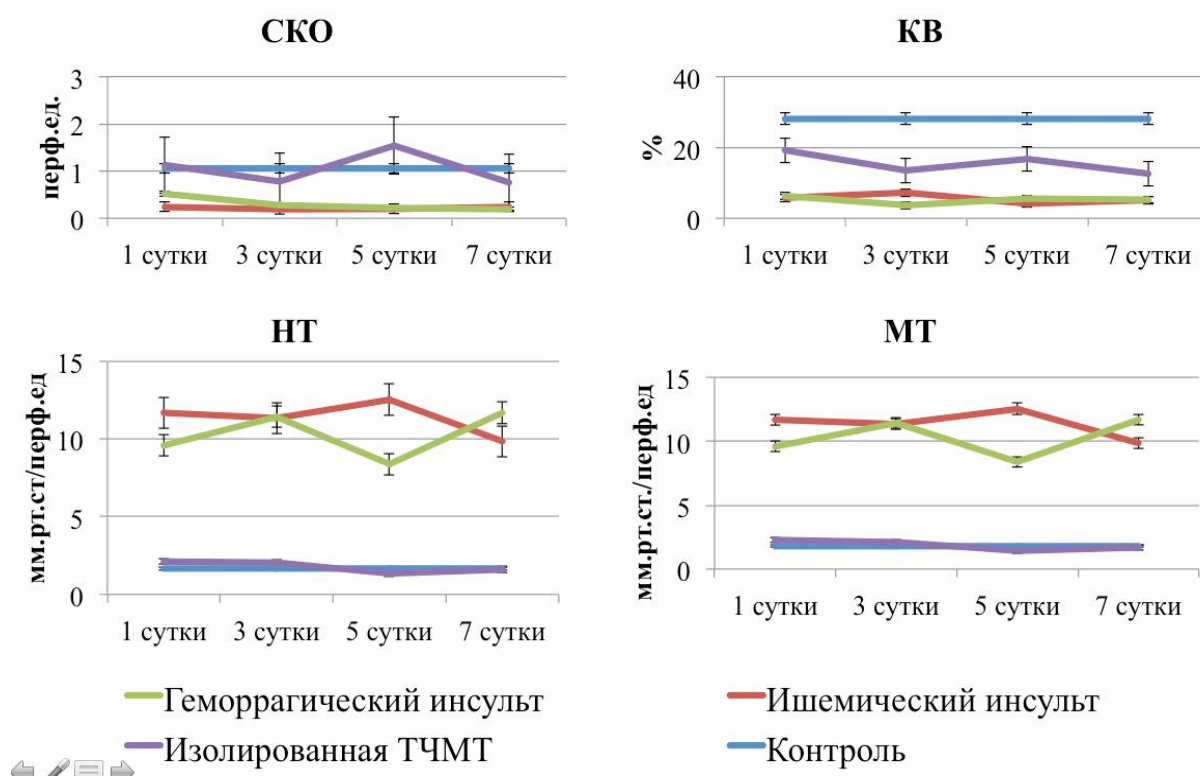 СКО
перф.ед.
3
2
1
0
1 сутки 3 сутки 5 сутки 7 сутки
КВ
%
40
20
0
1 сутки 3 сутки 5 сутки 7 сутки
НТ
мм.рт.ст/перф.ед
15
10
5
0
1 сутки 3 сутки 5 сутки 7 сутки
МТ
мм.рт.ст./перф.ед
15
10
5
0
1 сутки 3 сутки 5 сутки 7 сутки
Геморрагический инсульт
Ишемический инсульт
Изолированная ТЧМТ
Контроль